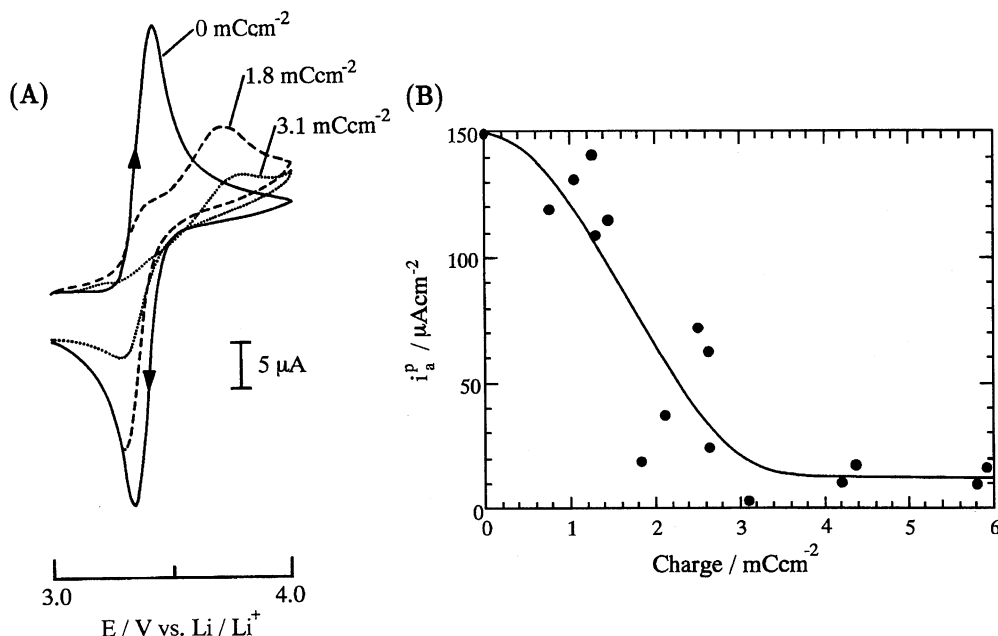 (A)
0 mCcm-2
1.8 mCcm-2
3.1 mCcm-2
5 μA
3.0
4.0
E / V vs. Li / Li+
(B)
150
100
50
0
i a p / μAcm-2
0
1
2
3
4
5
6
Charge / mCcm-2